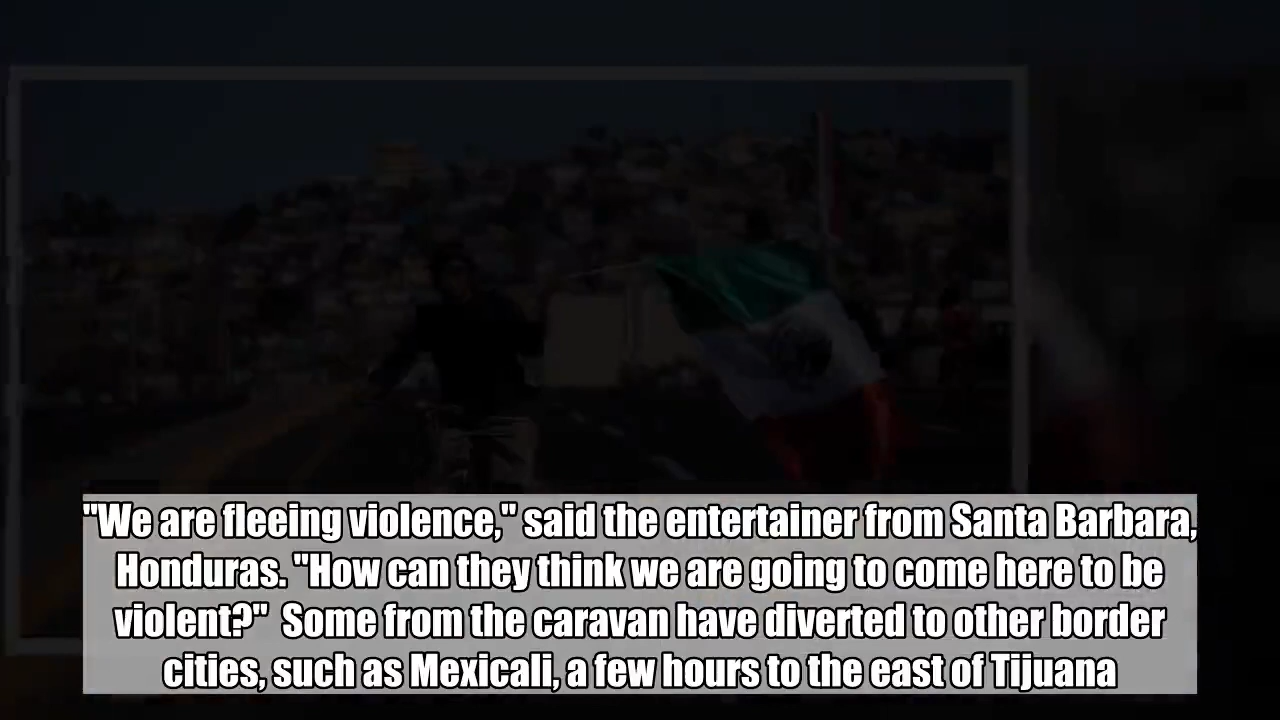 "We are fleeing violence," said the entertainer from Santa Barbara,
Honduras. "How can they think we are going to come here to be
violent?"  Some from the caravan have diverted to other border
cities, such as Mexicali, a few hours to the east of Tijuana